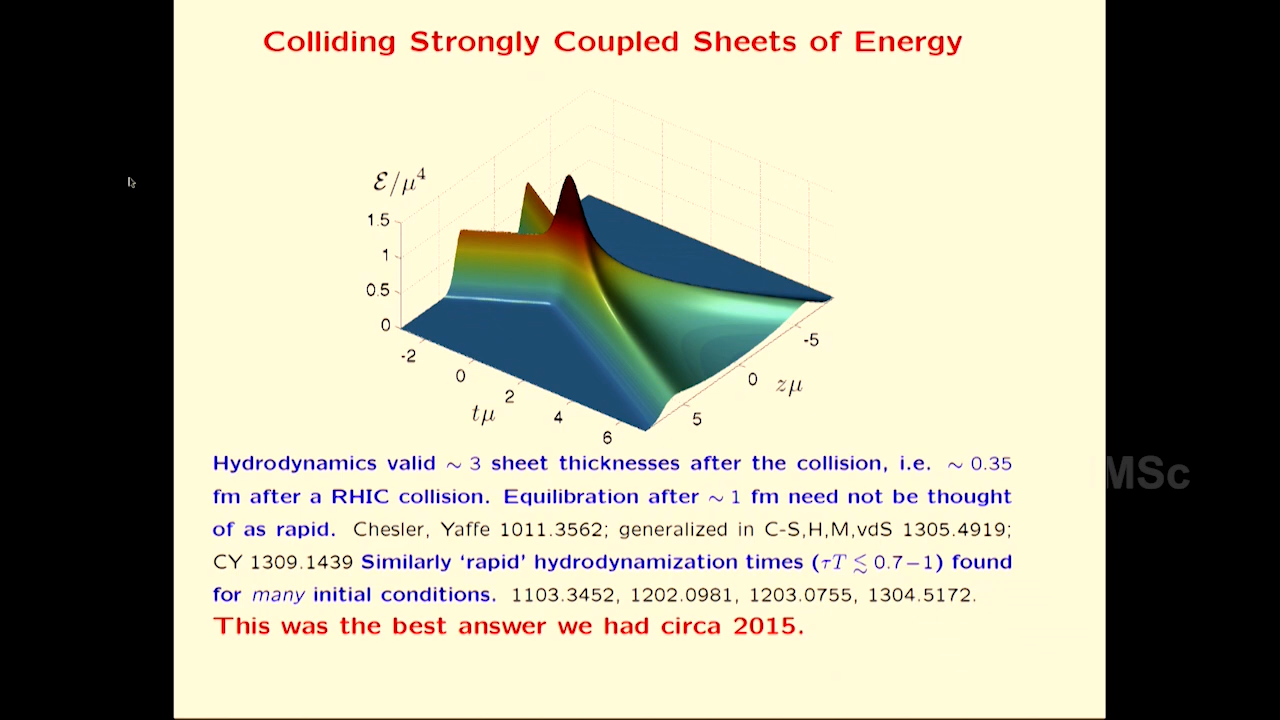 Colliding Strongly Coupled Sheets of Energy
ℰ/μ⁴
1.5
1
0.5
0
-2
0
2
4
6
tμ
-5
0
5
zμ
Hydrodynamics valid ∼ 3 sheet thicknesses after the collision, i.e. ∼ 0.35
fm after a RHIC collision. Equilibration after ∼ 1 fm need not be thought
of as rapid. Chesler, Yaffe 1011.3562; generalized in C-S,H,M,vdS 1305.4919;
CY 1309.1439 Similarly ‘rapid’ hydrodynamization times (τT ≲ 0.7−1) found
for many initial conditions. 1103.3452, 1202.0981, 1203.0755, 1304.5172.
This was the best answer we had circa 2015.
IMSc